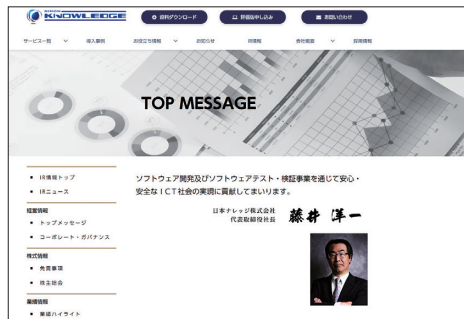 KNOWLEDGE
資料ダウンロード
評価版申し込み
お問い合わせ
サービス一覧
導入事例
お役立ち情報
お知らせ
IR情報
会社概要
採用情報
TOP MESSAGE
IR情報トップ
IRニュース
経営情報
トップメッセージ
コーポレート・ガバナンス
株式情報
免責事項
株主総会
業績情報
業績ハイライト
ソフトウェア開発及びソフトウェアテスト・検証事業を通じて安心・
安全なICT社会の実現に貢献してまいります。
日本ナレッジ株式会社
代表取締役社長
藤井 洋一